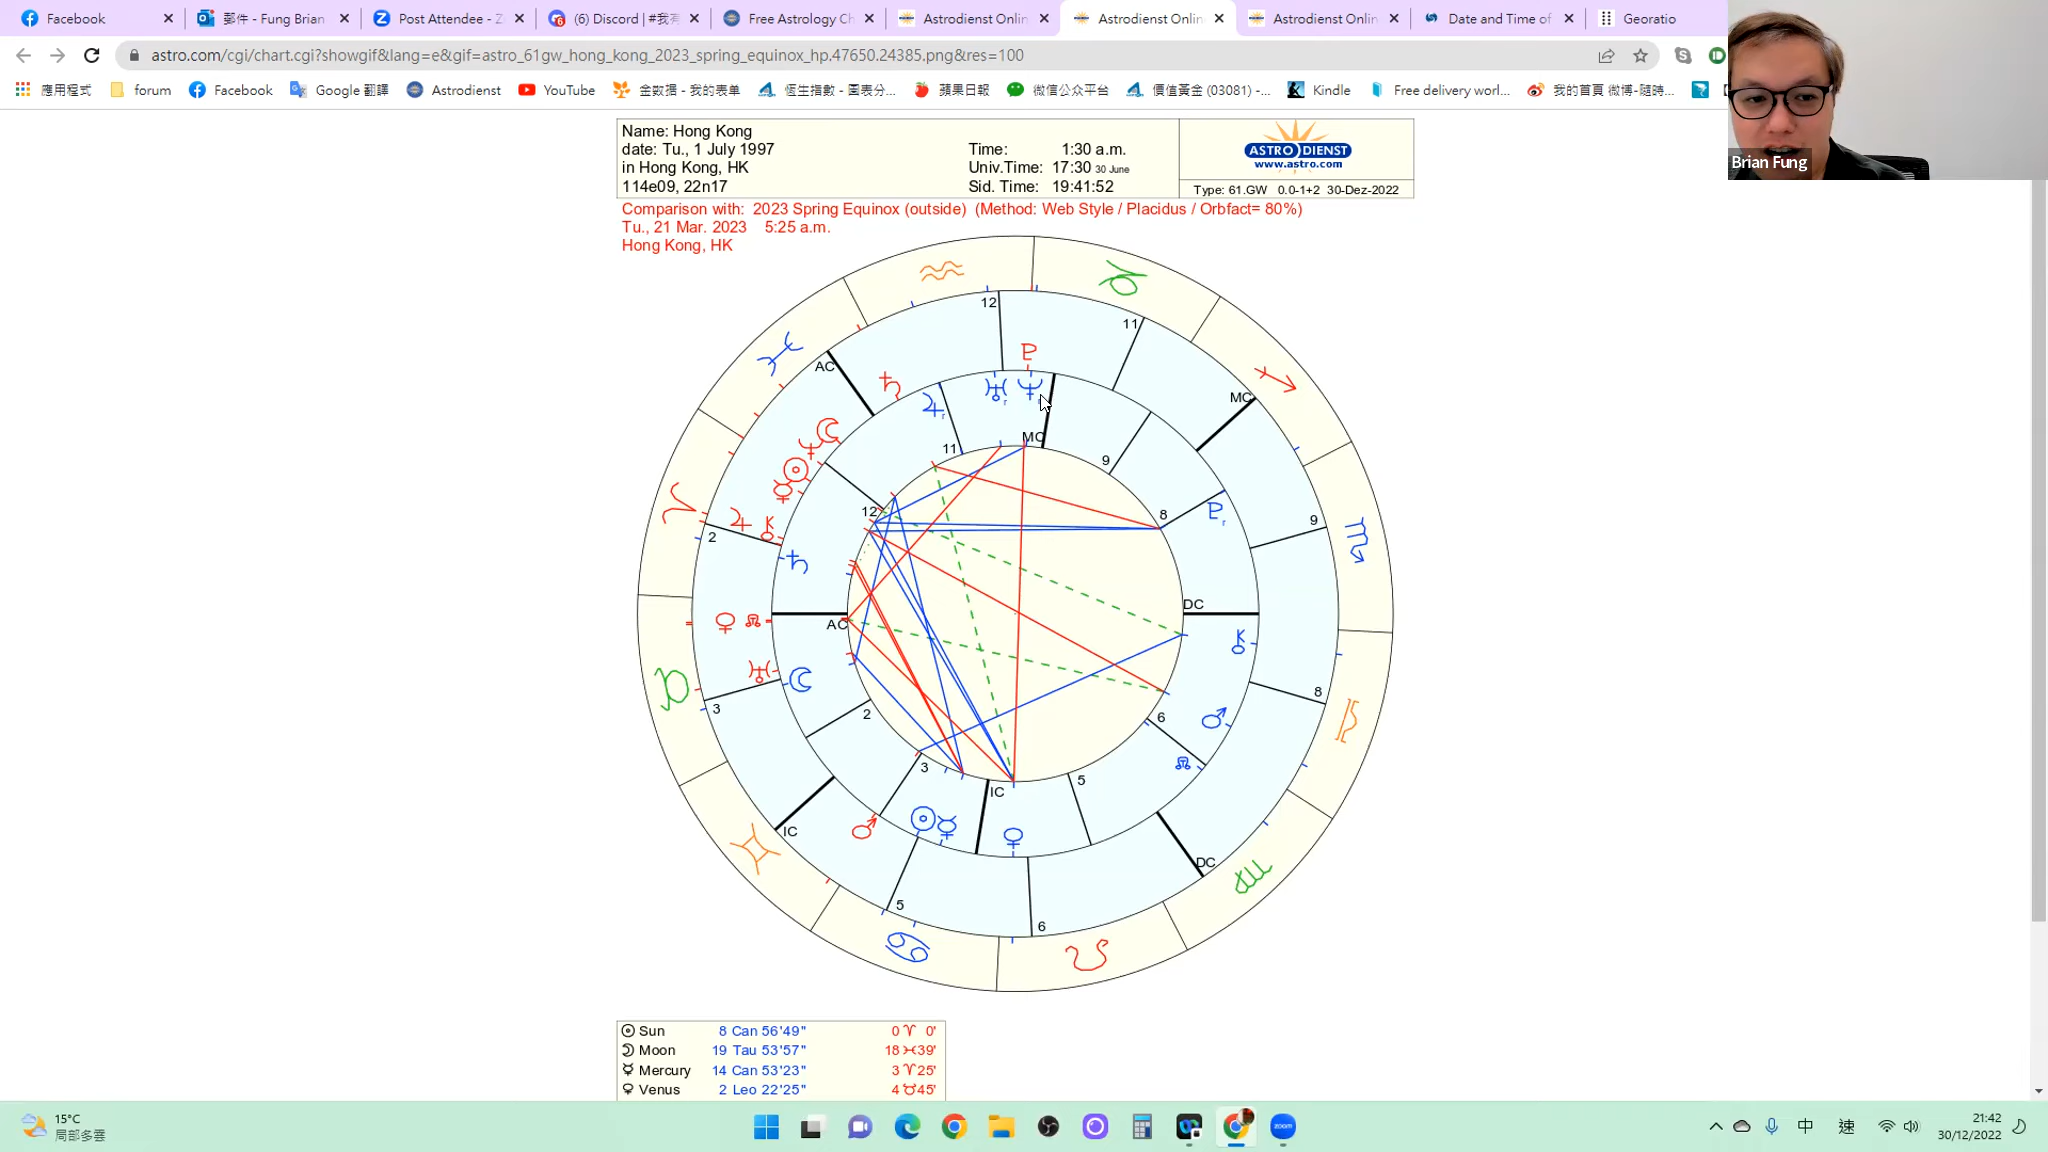 Facebook
郵件 - Fung Brian
Post Attendee - Z
(6) Discord | #我有
Free Astrology Ch
Astrodienst Onlin
Astrodienst Onlin
Astrodienst Onlin
Date and Time of
Georatio
astro.com/cgi/chart.cgi?showgif&lang=e&gif=astro_61gw_hong_kong_2023_spring_equinox_hp.47650.24385.png&res=100
應用程式
forum
Facebook
Google 翻譯
Astrodienst
YouTube
金数据 - 我的表单
恆生指數 - 圖表分...
蘋果日報
微信公众平台
價值黃金 (03081) -...
Kindle
Free delivery worl...
我的首頁 微博-隨時...
Brian Fung
Name: Hong Kong
date: Tu., 1 July 1997
in Hong Kong, HK
114e09, 22n17
Time: 1:30 a.m.
Univ.Time: 17:30 30 June
Sid. Time: 19:41:52
ASTRO DIENST
www.astro.com
Type: 61.GW 0.0-1+2 30-Dez-2022
Comparison with: 2023 Spring Equinox (outside) (Method: Web Style / Placidus / Orbfact= 80%)
Tu., 21 Mar. 2023 5:25 a.m.
Hong Kong, HK
12
11
AC
MC
MC
11
9
12
8
9
2
DC
AC
8
3
2
6
3
IC
5
IC
DC
5
6
Sun 8 Can 56'49" 0 ♈ 0'
Moon 19 Tau 53'57" 18 ♓ 39'
Mercury 14 Can 53'23" 3 ♈ 25'
Venus 2 Leo 22'25" 4 ♉ 45'
15°C
局部多雲
zoom
中
速
21:42
30/12/2022